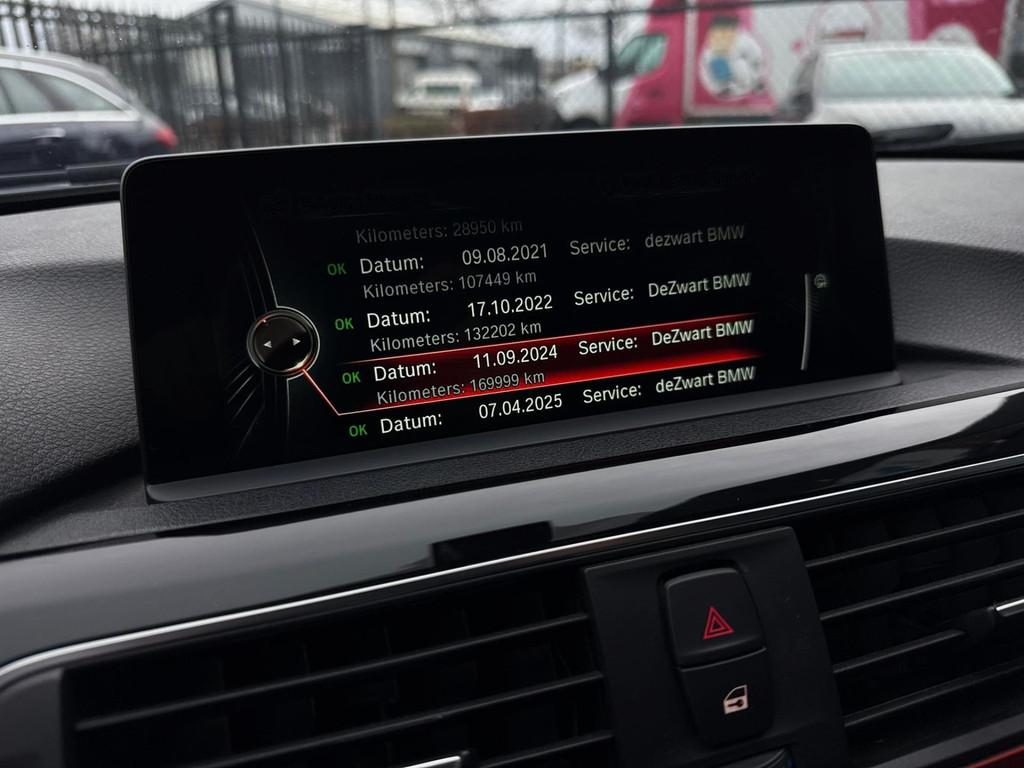 Kilometers: 28950 km
OK Datum: 09.08.2021 Service: dezwart BMW
Kilometers: 107449 km
OK Datum: 17.10.2022 Service: DeZwart BMW
Kilometers: 132202 km
OK Datum: 11.09.2024 Service: DeZwart BMW
Kilometers: 169999 km
OK Datum: 07.04.2025 Service: deZwart BMW